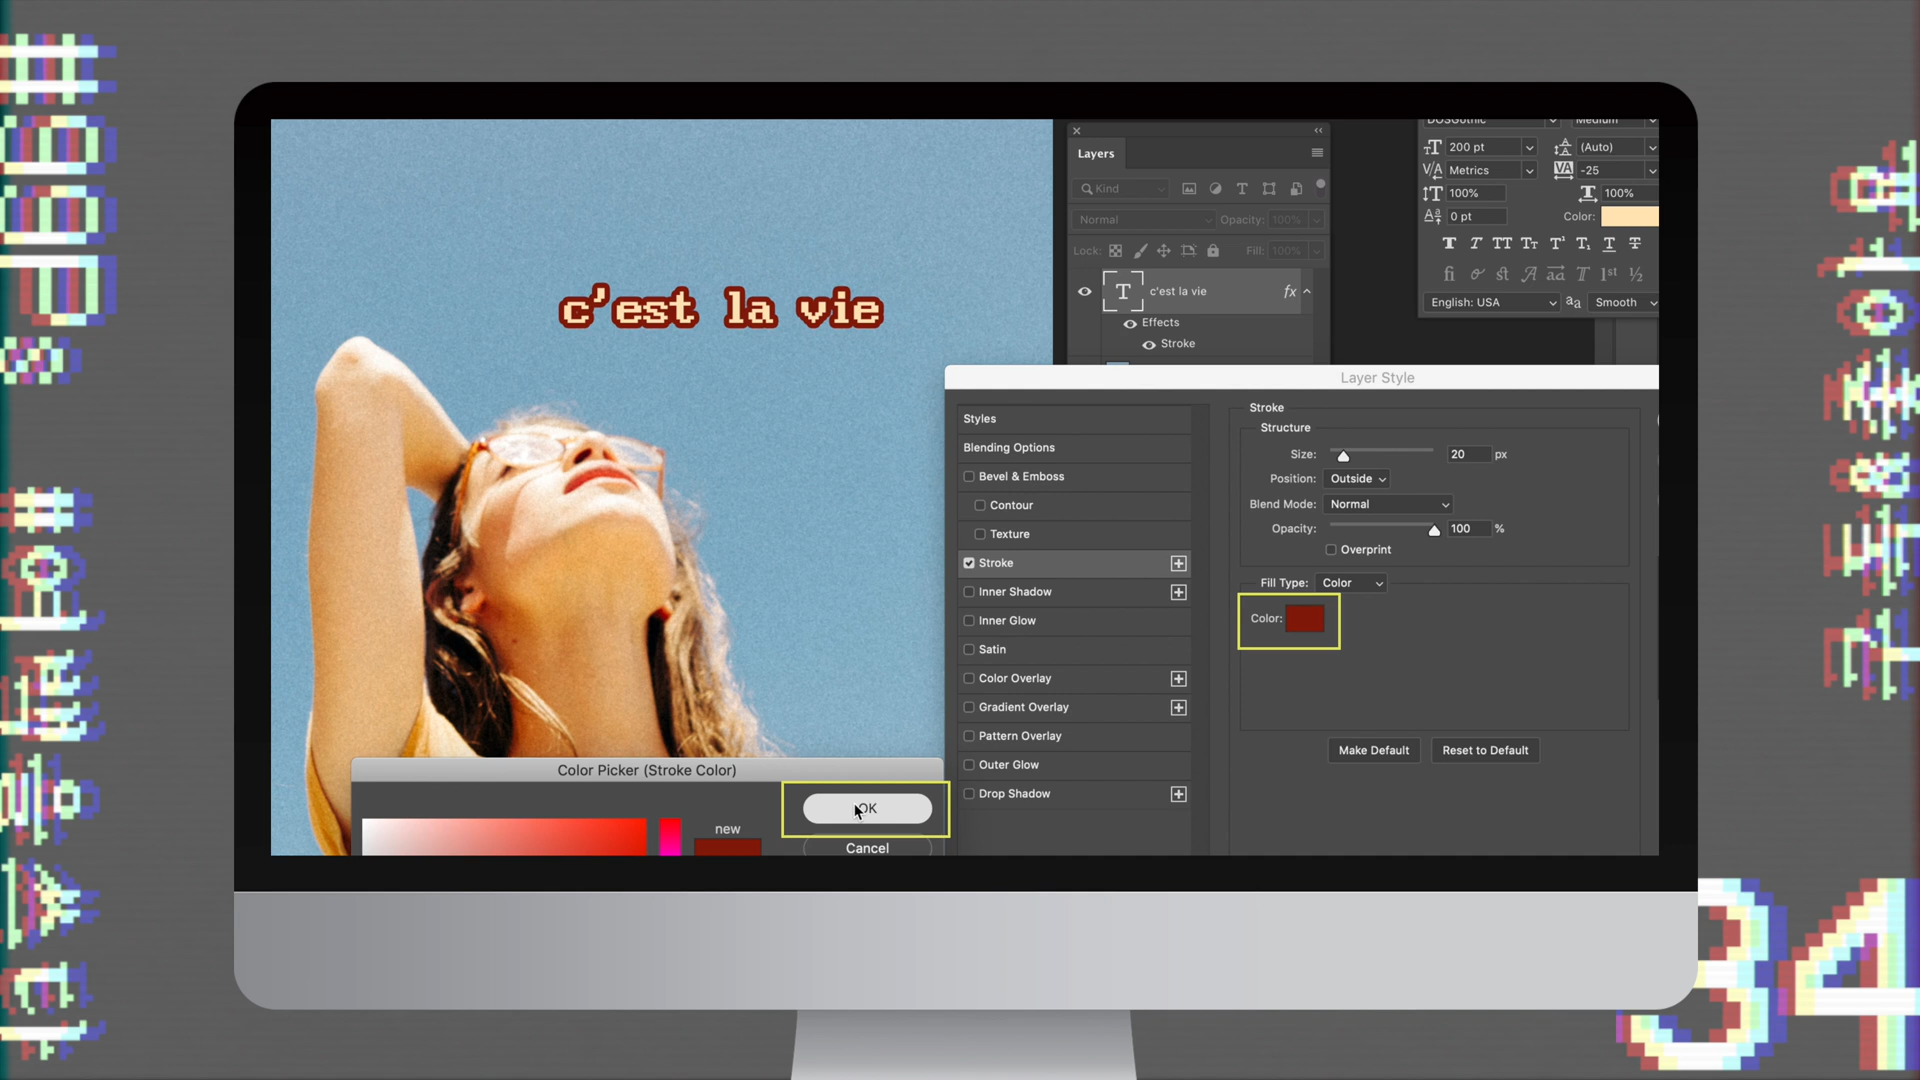 c'est la vie
Layers
Kind
Normal
Opacity: 100%
Lock:
Fill: 100%
T c'est la vie fx
Effects
Stroke
DOSGothic
Medium
200 pt
(Auto)
Metrics
-25
100%
100%
0 pt
Color:
English: USA
Smooth
Layer Style
Styles
Blending Options
Bevel & Emboss
Contour
Texture
Stroke
Inner Shadow
Inner Glow
Satin
Color Overlay
Gradient Overlay
Pattern Overlay
Outer Glow
Drop Shadow
Stroke
Structure
Size: 20 px
Position: Outside
Blend Mode: Normal
Opacity: 100 %
Overprint
Fill Type: Color
Color:
Make Default
Reset to Default
Color Picker (Stroke Color)
OK
new
Cancel
34